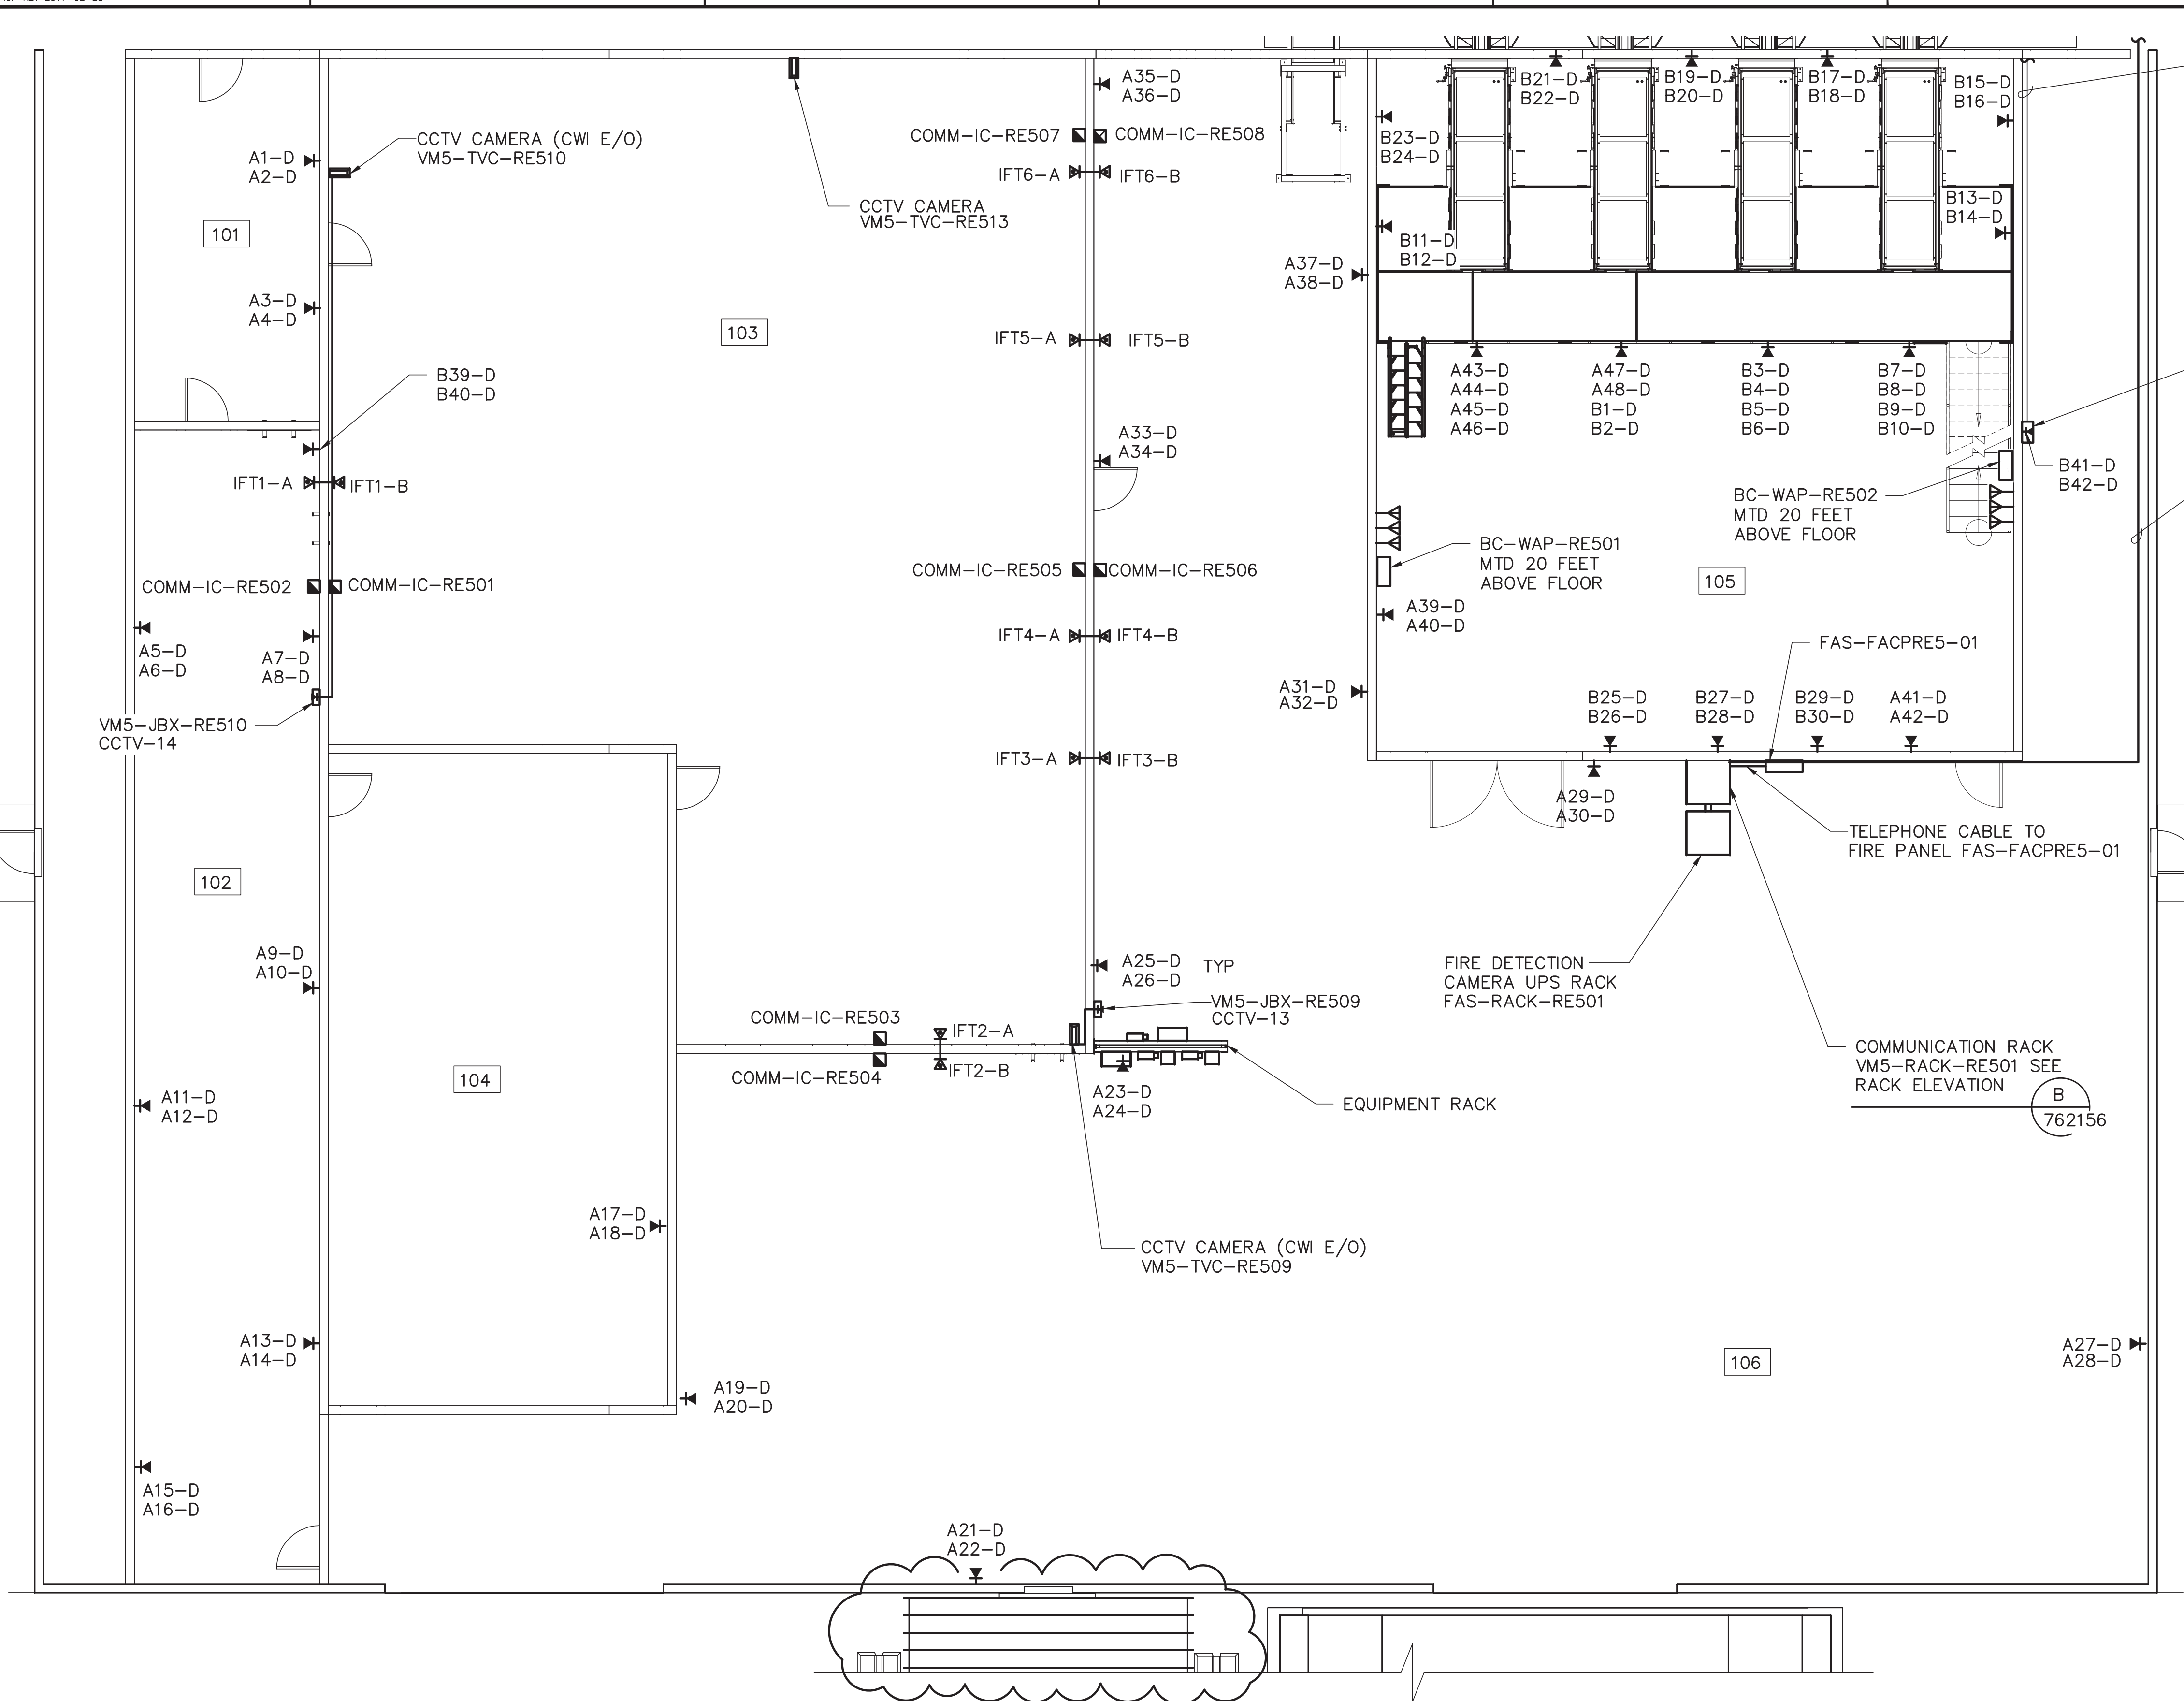 A35-D
A36-D
B21-D
B22-D
B19-D
B20-D
B17-D
B18-D
B15-D
B16-D
A1-D
A2-D
CCTV CAMERA (CWI E/O)
VM5-TVC-RE510
COMM-IC-RE507
COMM-IC-RE508
B23-D
B24-D
IFT6-A
IFT6-B
CCTV CAMERA
VM5-TVC-RE513
B13-D
B14-D
101
B11-D
B12-D
A37-D
A38-D
A3-D
A4-D
103
IFT5-A
IFT5-B
B39-D
B40-D
A43-D
A44-D
A45-D
A46-D
A47-D
A48-D
B1-D
B2-D
B3-D
B4-D
B5-D
B6-D
B7-D
B8-D
B9-D
B10-D
A33-D
A34-D
IFT1-A
IFT1-B
B41-D
B42-D
BC-WAP-RE502
MTD 20 FEET
ABOVE FLOOR
BC-WAP-RE501
MTD 20 FEET
ABOVE FLOOR
COMM-IC-RE502
COMM-IC-RE501
COMM-IC-RE505
COMM-IC-RE506
105
A39-D
A40-D
A5-D
A6-D
A7-D
A8-D
IFT4-A
IFT4-B
FAS-FACPRE5-01
A31-D
A32-D
B25-D
B26-D
B27-D
B28-D
B29-D
B30-D
A41-D
A42-D
VM5-JBX-RE510
CCTV-14
IFT3-A
IFT3-B
A29-D
A30-D
TELEPHONE CABLE TO
FIRE PANEL FAS-FACPRE5-01
102
A9-D
A10-D
A25-D TYP
A26-D
FIRE DETECTION
CAMERA UPS RACK
FAS-RACK-RE501
VM5-JBX-RE509
CCTV-13
COMM-IC-RE503
IFT2-A
COMM-IC-RE504
IFT2-B
104
COMMUNICATION RACK
VM5-RACK-RE501 SEE
RACK ELEVATION
B
762156
A11-D
A12-D
A23-D
A24-D
EQUIPMENT RACK
A17-D
A18-D
CCTV CAMERA (CWI E/O)
VM5-TVC-RE509
A13-D
A14-D
106
A27-D
A28-D
A19-D
A20-D
A15-D
A16-D
A21-D
A22-D